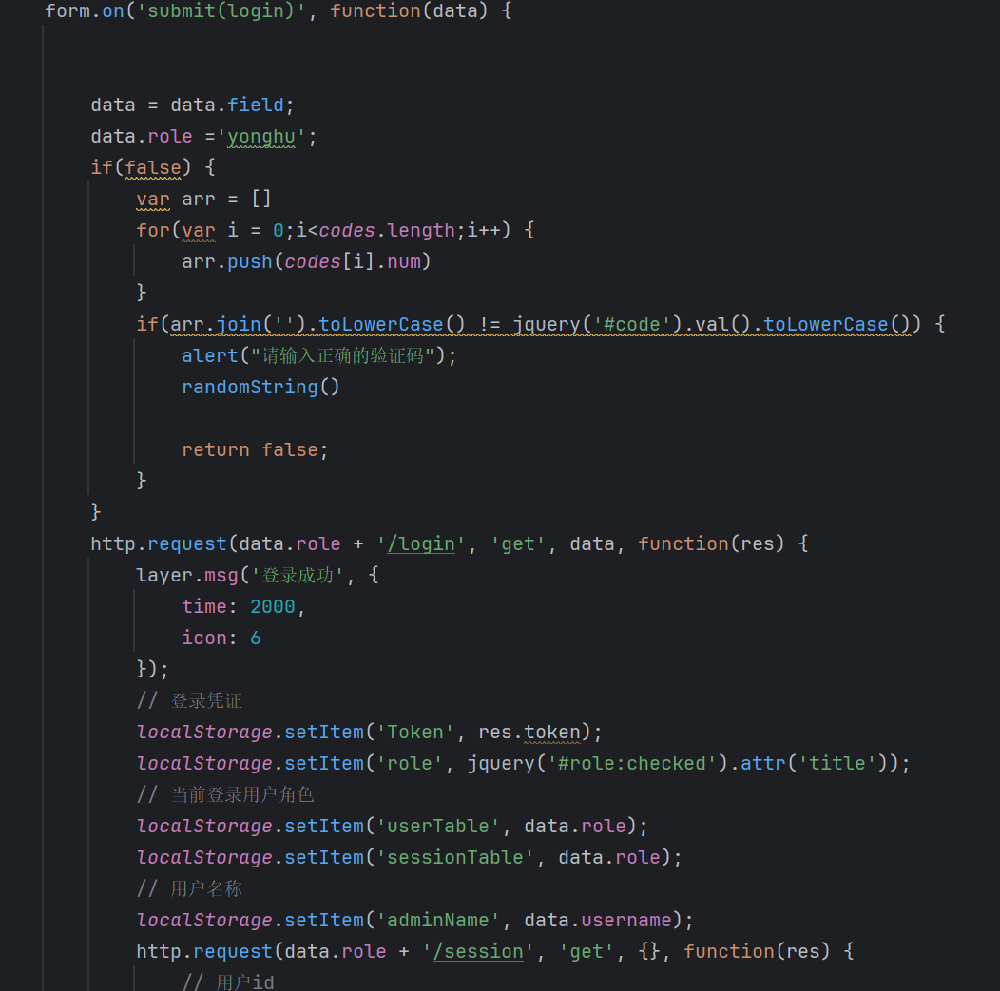 form.on('submit(login)', function(data) {
data = data.field;
data.role ='yonghu';
if(false) {
var arr = []
for(var i = 0;i<codes.length;i++) {
arr.push(codes[i].num)
}
if(arr.join('').toLowerCase() != jquery('#code').val().toLowerCase()) {
alert("请输入正确的验证码");
randomString()
return false;
}
}
http.request(data.role + '/login', 'get', data, function(res) {
layer.msg('登录成功', {
time: 2000,
icon: 6
});
// 登录凭证
localStorage.setItem('Token', res.token);
localStorage.setItem('role', jquery('#role:checked').attr('title'));
// 当前登录用户角色
localStorage.setItem('userTable', data.role);
localStorage.setItem('sessionTable', data.role);
// 用户名称
localStorage.setItem('adminName', data.username);
http.request(data.role + '/session', 'get', {}, function(res) {
// 用户id